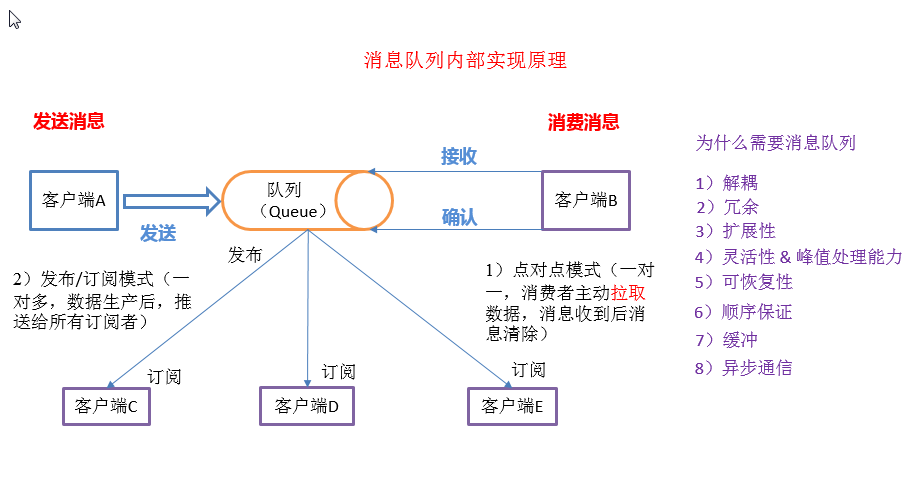 消息队列内部实现原理
发送消息
消费消息
客户端A
发送
队列
（Queue）
接收
确认
客户端B
发布
2）发布/订阅模式（一
对多，数据生产后，推
送给所有订阅者）
1）点对点模式（一对
一，消费者主动拉取
数据，消息收到后消
息清除）
订阅
订阅
订阅
客户端C
客户端D
客户端E
为什么需要消息队列
1）解耦
2）冗余
3）扩展性
4）灵活性 & 峰值处理能力
5）可恢复性
6）顺序保证
7）缓冲
8）异步通信